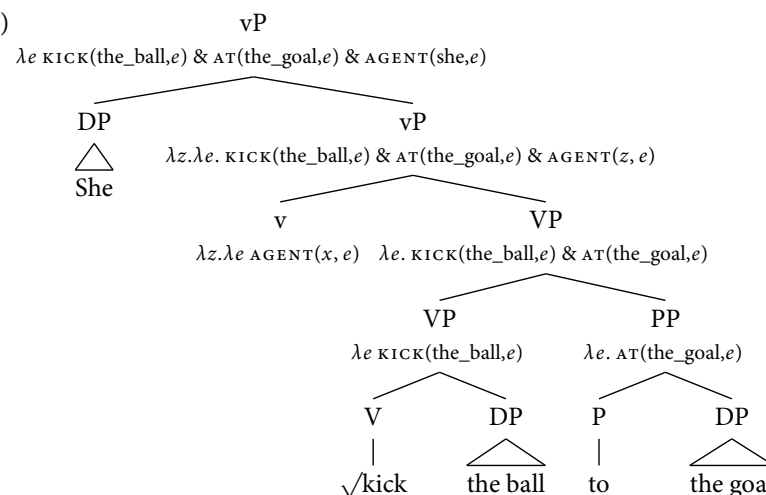 )
vP
λe KICK(the_ball,e) & AT(the_goal,e) & AGENT(she,e)
DP vP
She λz.λe. KICK(the_ball,e) & AT(the_goal,e) & AGENT(z, e)
v VP
λz.λe AGENT(x, e) λe. KICK(the_ball,e) & AT(the_goal,e)
VP PP
λe KICK(the_ball,e) λe. AT(the_goal,e)
V DP P DP
√kick the ball to the goa